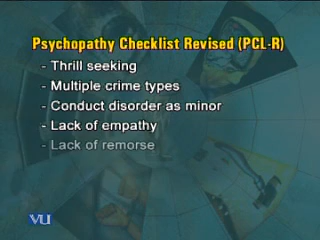 Psychopathy Checklist Revised (PCL-R)
- Thrill seeking
- Multiple crime types
- Conduct disorder as minor
- Lack of empathy
- Lack of remorse
VU